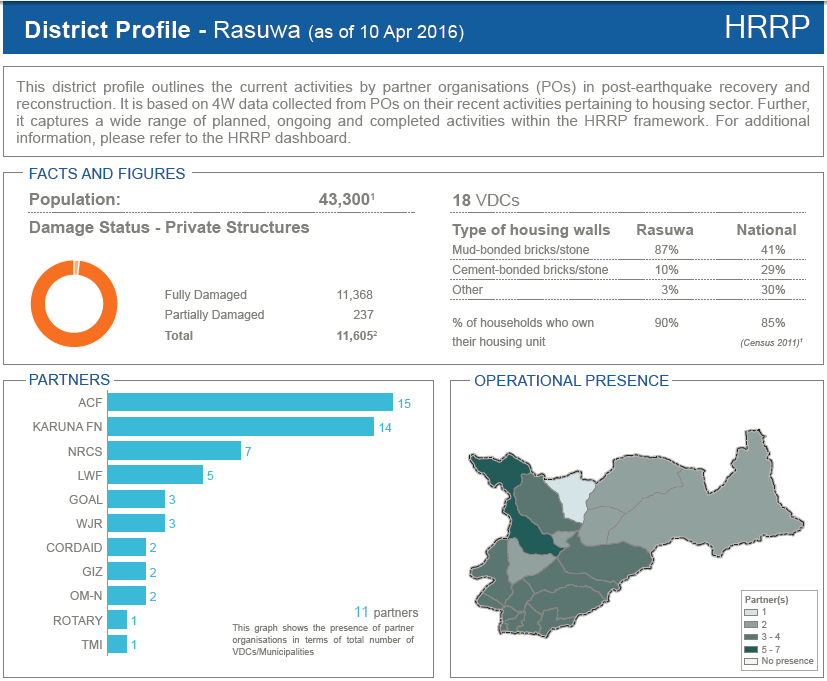 District Profile - Rasuwa (as of 10 Apr 2016)
HRRP
This district profile outlines the current activities by partner organisations (POs) in post-earthquake recovery and
reconstruction. It is based on 4W data collected from POs on their recent activities pertaining to housing sector. Further,
it captures a wide range of planned, ongoing and completed activities within the HRRP framework. For additional
information, please refer to the HRRP dashboard.
FACTS AND FIGURES
Population: 43,300¹
Damage Status - Private Structures
Fully Damaged 11,368
Partially Damaged 237
Total 11,605²
18 VDCs
Type of housing walls Rasuwa National
Mud-bonded bricks/stone 87% 41%
Cement-bonded bricks/stone 10% 29%
Other 3% 30%
% of households who own 90% 85%
their housing unit (Census 2011)¹
PARTNERS
ACF 15
KARUNA FN 14
NRCS 7
LWF 5
GOAL 3
WJR 3
CORDAID 2
GIZ 2
OM-N 2
ROTARY 1
TMI 1
11 partners
This graph shows the presence of partner
organisations in terms of total number of
VDCs/Municipalities
OPERATIONAL PRESENCE
Partner(s)
1
2
3 - 4
5 - 7
No presence